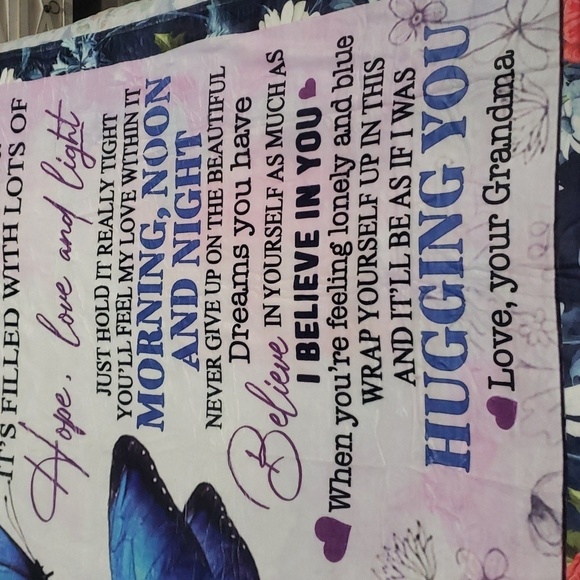 IT'S FILLED WITH LOTS OF
Hope, love and light
JUST HOLD IT REALLY TIGHT
YOU'LL FEEL MY LOVE WITHIN IT
MORNING, NOON
AND NIGHT
NEVER GIVE UP ON THE BEAUTIFUL
Dreams you have
Believe IN YOURSELF AS MUCH AS
I BELIEVE IN YOU
When you're feeling lonely and blue
WRAP YOURSELF UP IN THIS
AND IT'LL BE AS IF I WAS
HUGGING YOU
Love, your Grandma